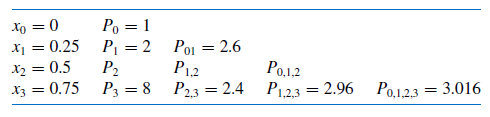 x₀ = 0 P₀ = 1
x₁ = 0.25 P₁ = 2 P₀₁ = 2.6
x₂ = 0.5 P₂ P₁,₂ P₀,₁,₂
x₃ = 0.75 P₃ = 8 P₂,₃ = 2.4 P₁,₂,₃ = 2.96 P₀,₁,₂,₃ = 3.016